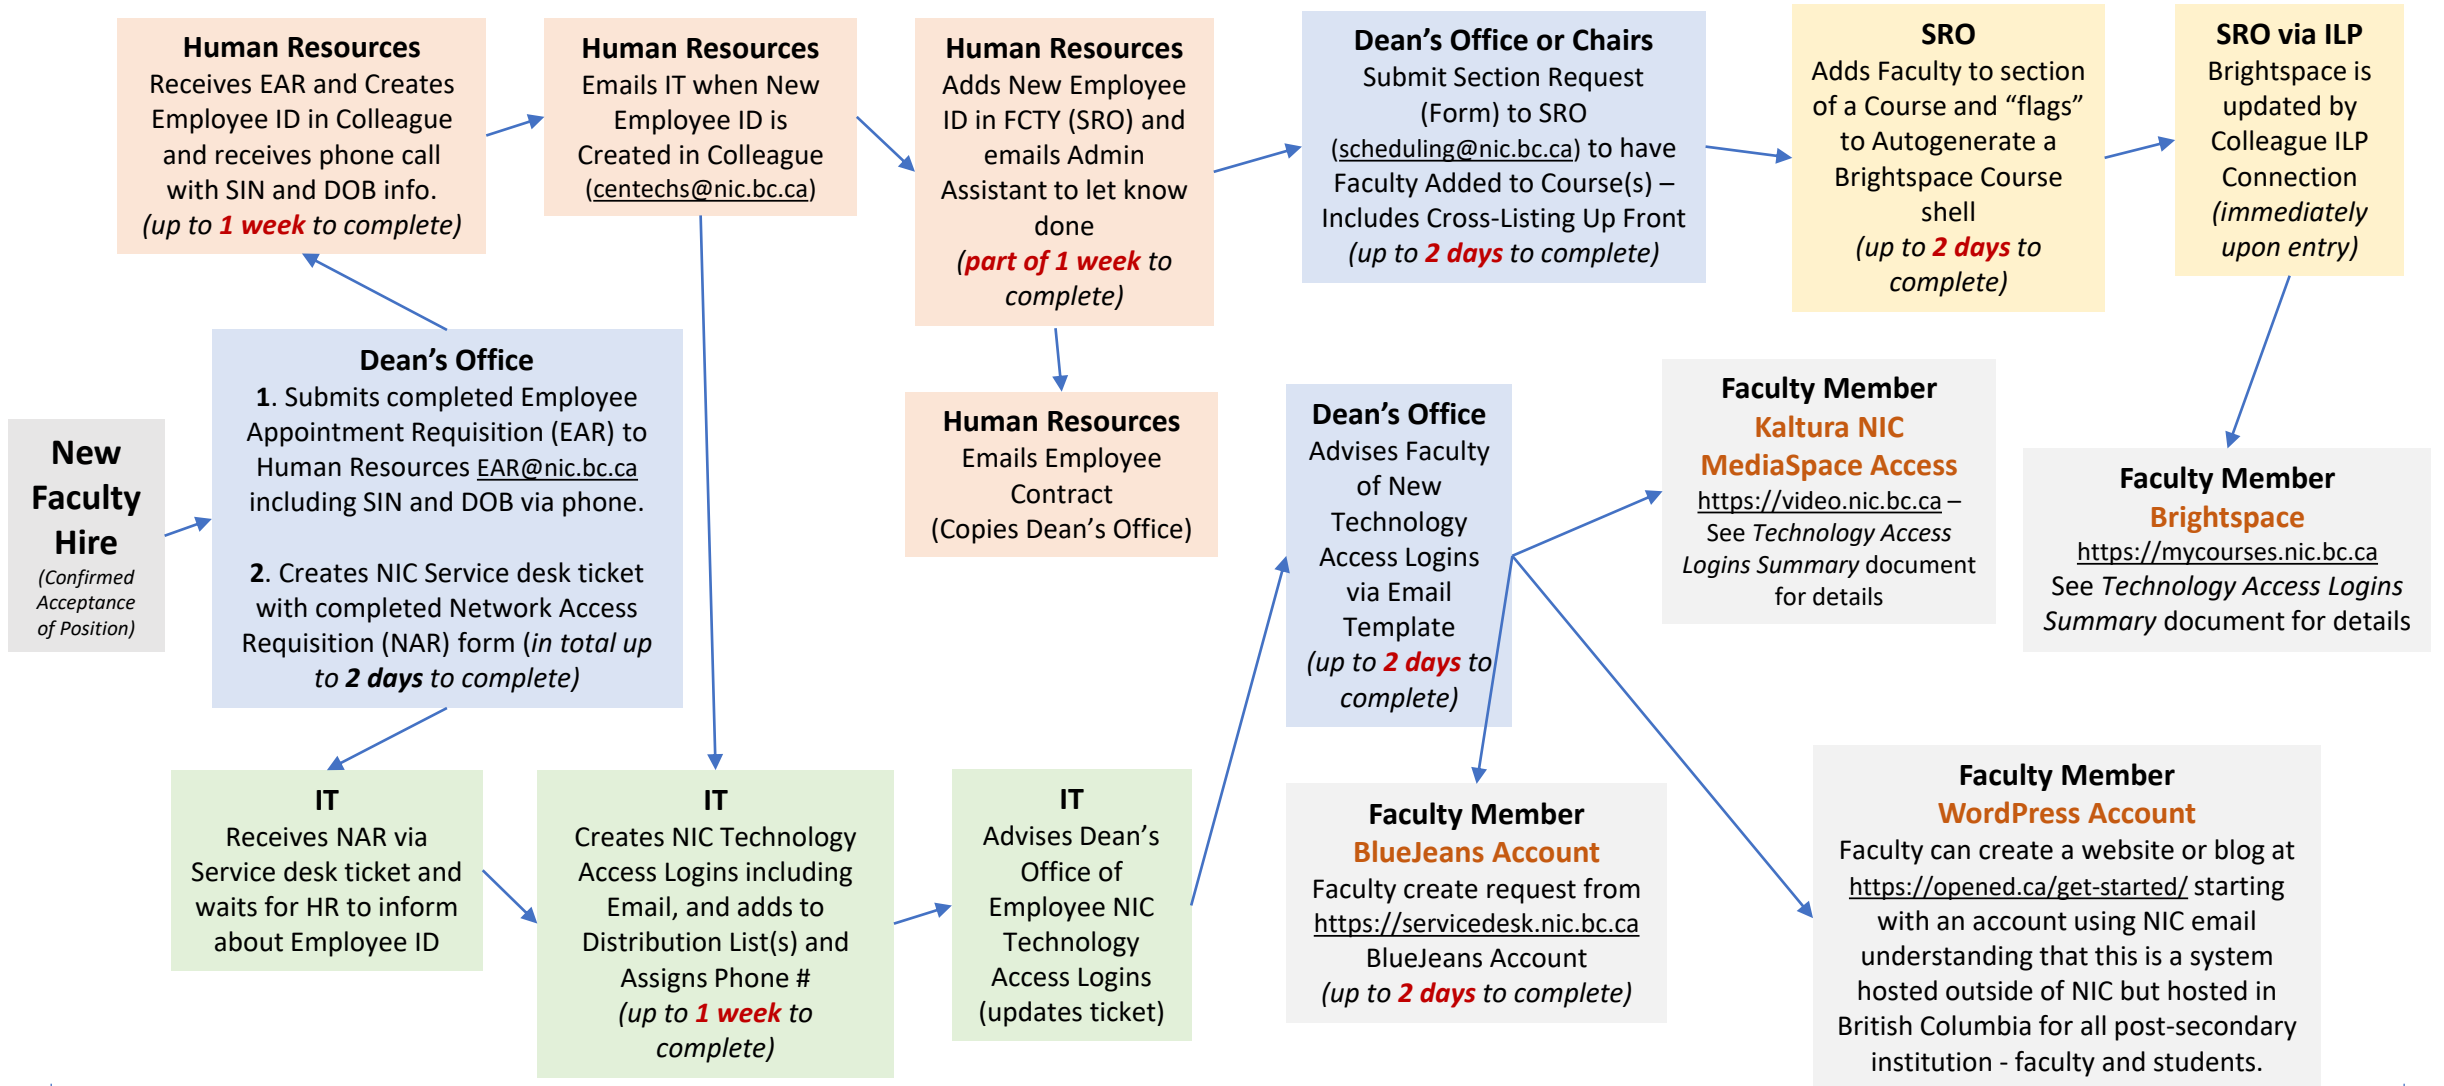 New
Faculty
Hire
(Confirmed
Acceptance
of Position)
Dean’s Office
1. Submits completed Employee
Appointment Requisition (EAR) to
Human Resources EAR@nic.bc.ca
including SIN and DOB via phone.
2. Creates NIC Service desk ticket
with completed Network Access
Requisition (NAR) form (in total up
to 2 days to complete)
Human Resources
Receives EAR and Creates
Employee ID in Colleague
and receives phone call
with SIN and DOB info.
(up to 1 week to complete)
Human Resources
Emails IT when New
Employee ID is
Created in Colleague
(centechs@nic.bc.ca)
Human Resources
Adds New Employee
ID in FCTY (SRO) and
emails Admin
Assistant to let know
done
(part of 1 week to
complete)
Dean’s Office or Chairs
Submit Section Request
(Form) to SRO
(scheduling@nic.bc.ca) to have
Faculty Added to Course(s) –
Includes Cross-Listing Up Front
(up to 2 days to complete)
SRO
Adds Faculty to section
of a Course and “flags”
to Autogenerate a
Brightspace Course
shell
(up to 2 days to
complete)
SRO via ILP
Brightspace is
updated by
Colleague ILP
Connection
(immediately
upon entry)
Human Resources
Emails Employee
Contract
(Copies Dean’s Office)
Dean’s Office
Advises Faculty
of New
Technology
Access Logins
via Email
Template
(up to 2 days to
complete)
Faculty Member
Kaltura NIC
MediaSpace Access
https://video.nic.bc.ca –
See Technology Access
Logins Summary document
for details
Faculty Member
Brightspace
https://mycourses.nic.bc.ca
See Technology Access Logins
Summary document for details
IT
Receives NAR via
Service desk ticket and
waits for HR to inform
about Employee ID
IT
Creates NIC Technology
Access Logins including
Email, and adds to
Distribution List(s) and
Assigns Phone #
(up to 1 week to
complete)
IT
Advises Dean’s
Office of
Employee NIC
Technology
Access Logins
(updates ticket)
Faculty Member
BlueJeans Account
Faculty create request from
https://servicedesk.nic.bc.ca
BlueJeans Account
(up to 2 days to complete)
Faculty Member
WordPress Account
Faculty can create a website or blog at
https://opened.ca/get-started/ starting
with an account using NIC email
understanding that this is a system
hosted outside of NIC but hosted in
British Columbia for all post-secondary
institution - faculty and students.